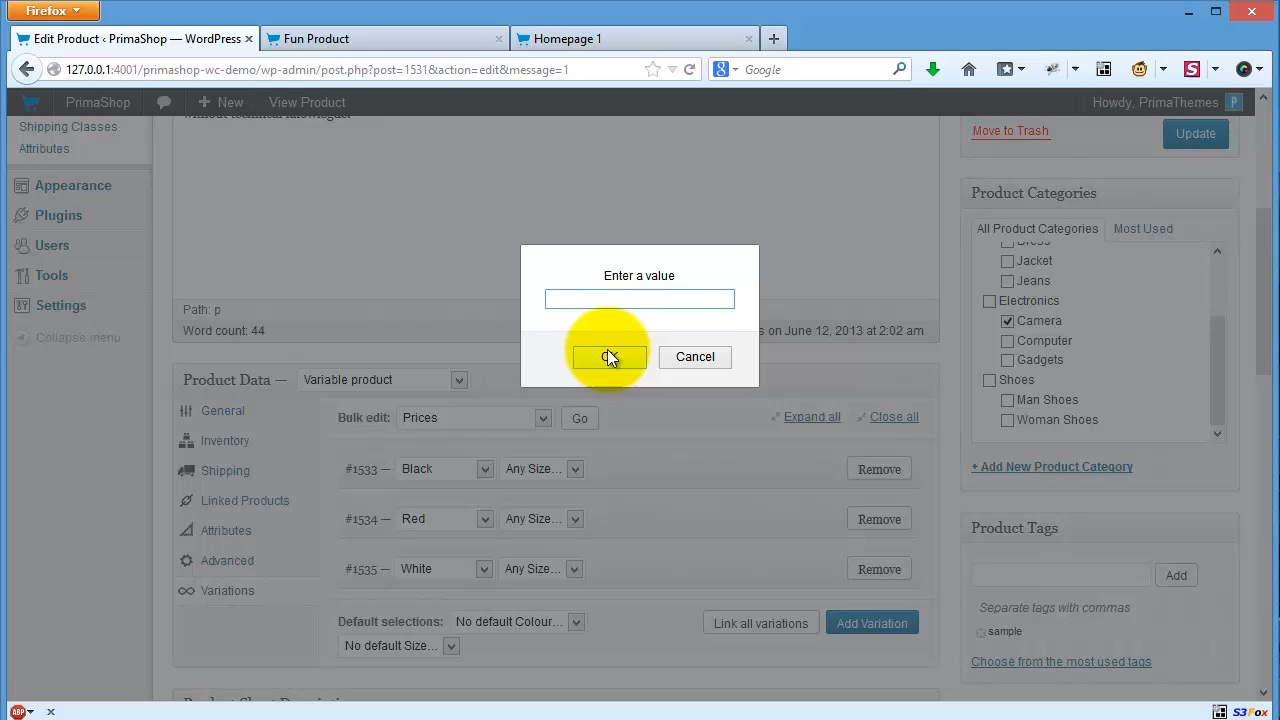 Firefox
Edit Product ‹ PrimaShop — WordPress
Fun Product
Homepage 1
127.0.0.1:4001/primashop-wc-demo/wp-admin/post.php?post=1531&action=edit&message=1
Google
PrimaShop
New
View Product
Howdy, PrimaThemes
Shipping Classes
Attributes
Appearance
Plugins
Users
Tools
Settings
Collapse menu
without technical knowledge.
Path: p
Word count: 44
on June 12, 2013 at 2:02 am
Enter a value
Cancel
Product Data — Variable product
General
Inventory
Shipping
Linked Products
Attributes
Advanced
Variations
Bulk edit: Prices Go Expand all Close all
#1533 — Black Any Size... Remove
#1534 — Red Any Size... Remove
#1535 — White Any Size... Remove
Default selections: No default Colour... Link all variations Add Variation
No default Size...
Move to Trash
Update
Product Categories
All Product Categories Most Used
Dress
Jacket
Jeans
Electronics
Camera
Computer
Gadgets
Shoes
Man Shoes
Woman Shoes
+ Add New Product Category
Product Tags
Add
Separate tags with commas
sample
Choose from the most used tags
ABP
S3Fox